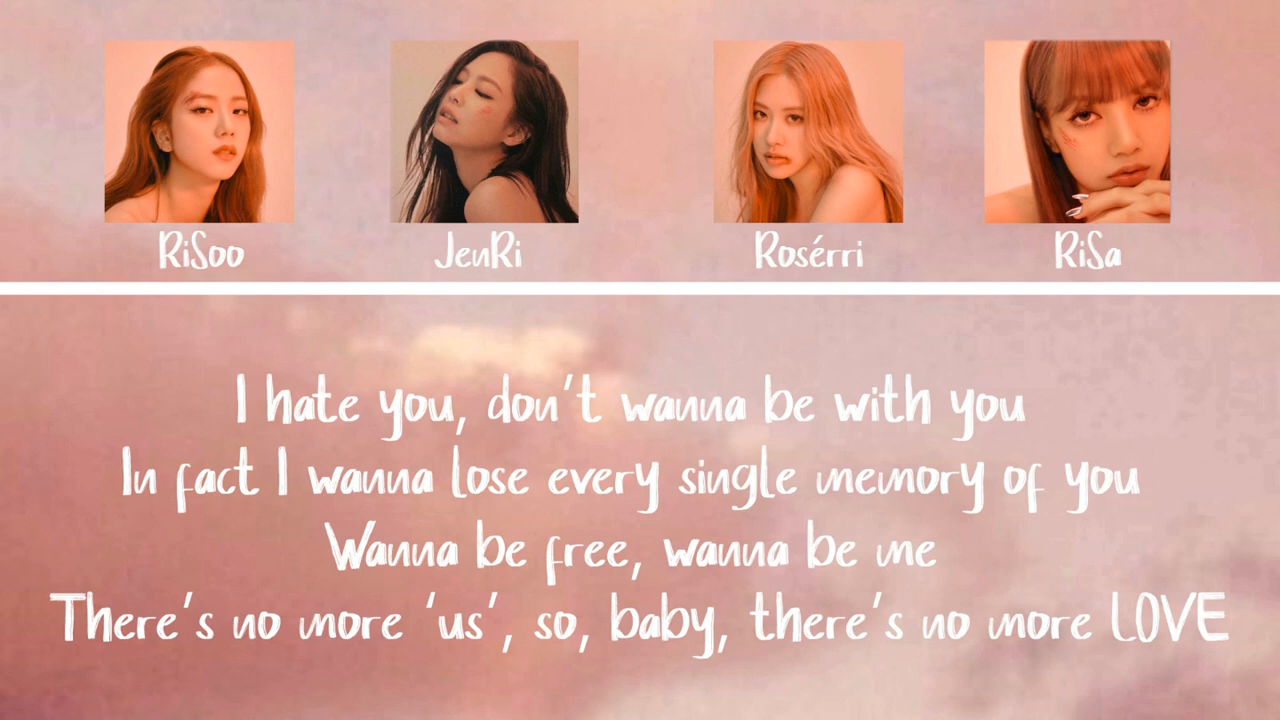 RiSoo
JenRi
Rosérri
RiSa
I hate you, don't wanna be with you
In fact I wanna lose every single memory of you
Wanna be free, wanna be me
There's no more 'us', so, baby, there's no more LOVE